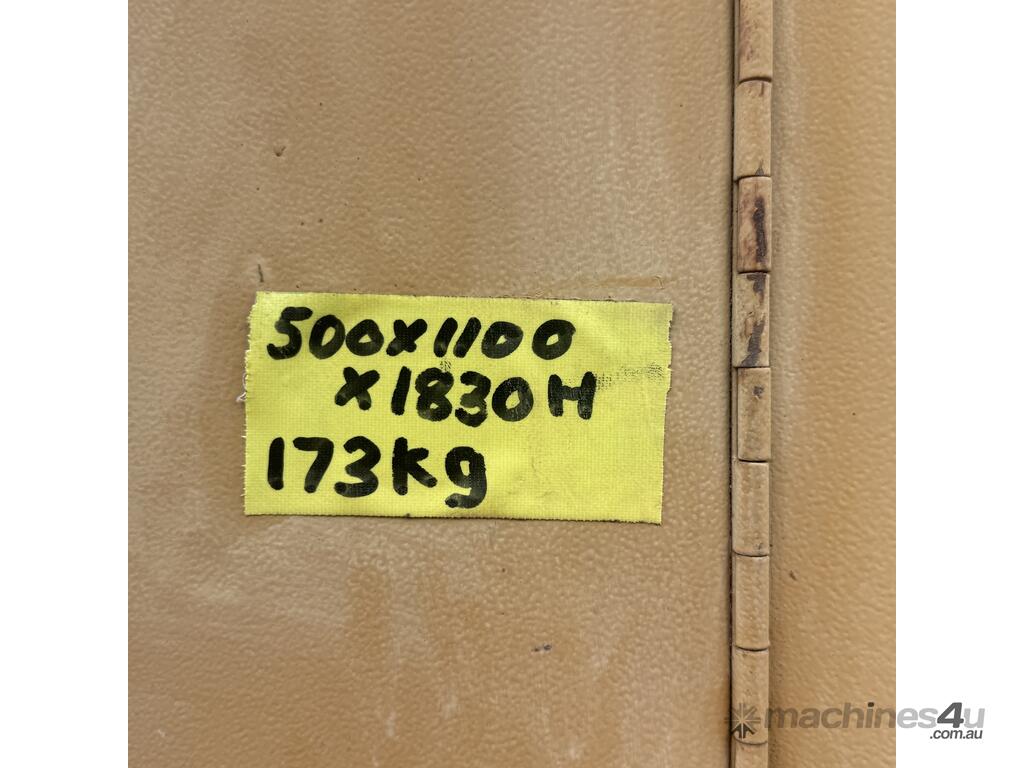 500X1100
X1830H
173Kg
machines4u
.com.au